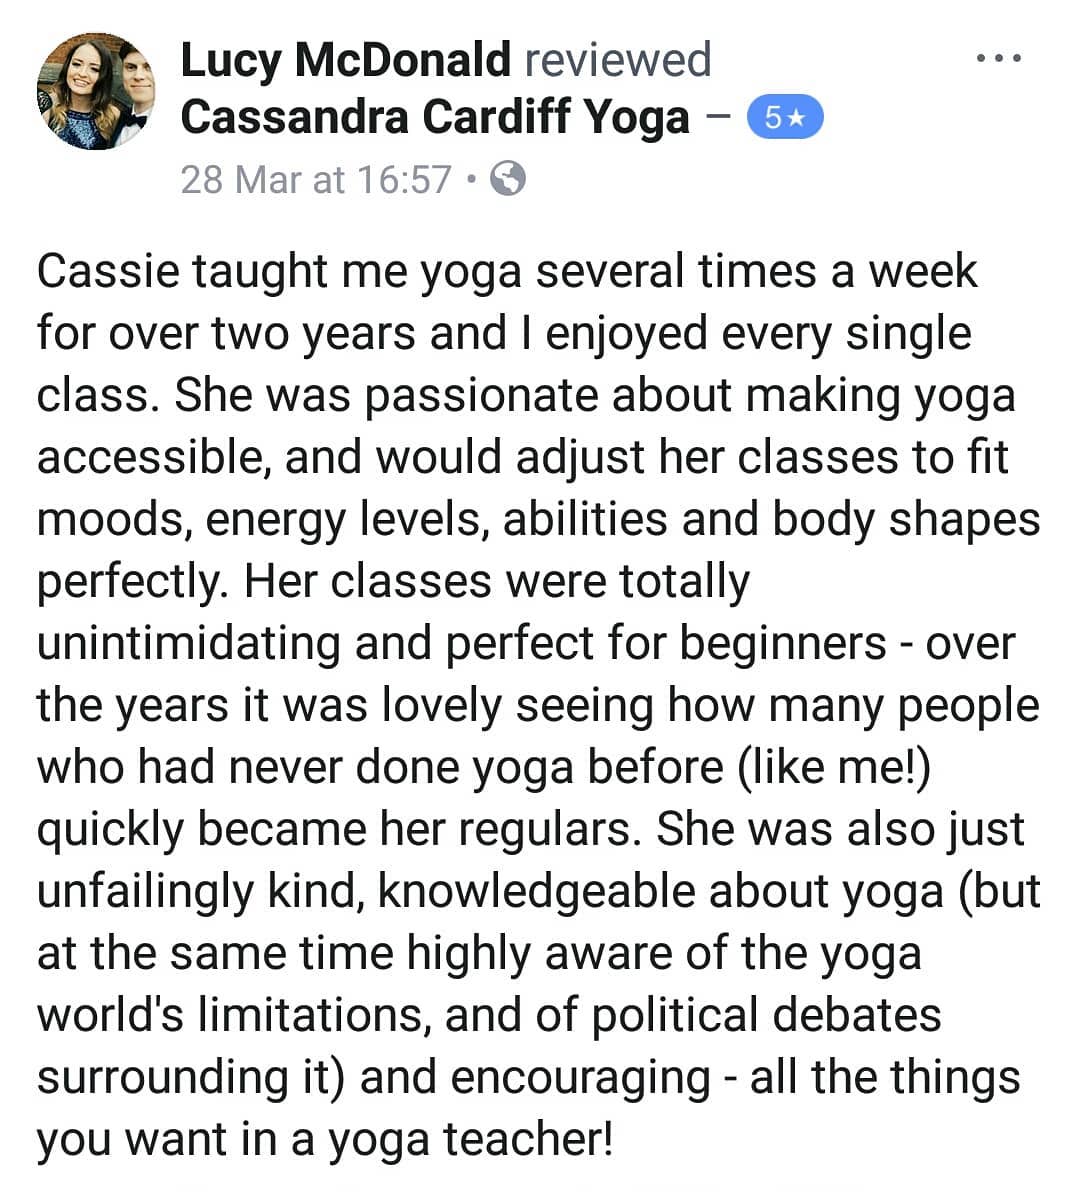 Lucy McDonald reviewed
Cassandra Cardiff Yoga – 5★
28 Mar at 16:57 •
Cassie taught me yoga several times a week
for over two years and I enjoyed every single
class. She was passionate about making yoga
accessible, and would adjust her classes to fit
moods, energy levels, abilities and body shapes
perfectly. Her classes were totally
unintimidating and perfect for beginners - over
the years it was lovely seeing how many people
who had never done yoga before (like me!)
quickly became her regulars. She was also just
unfailingly kind, knowledgeable about yoga (but
at the same time highly aware of the yoga
world's limitations, and of political debates
surrounding it) and encouraging - all the things
you want in a yoga teacher!